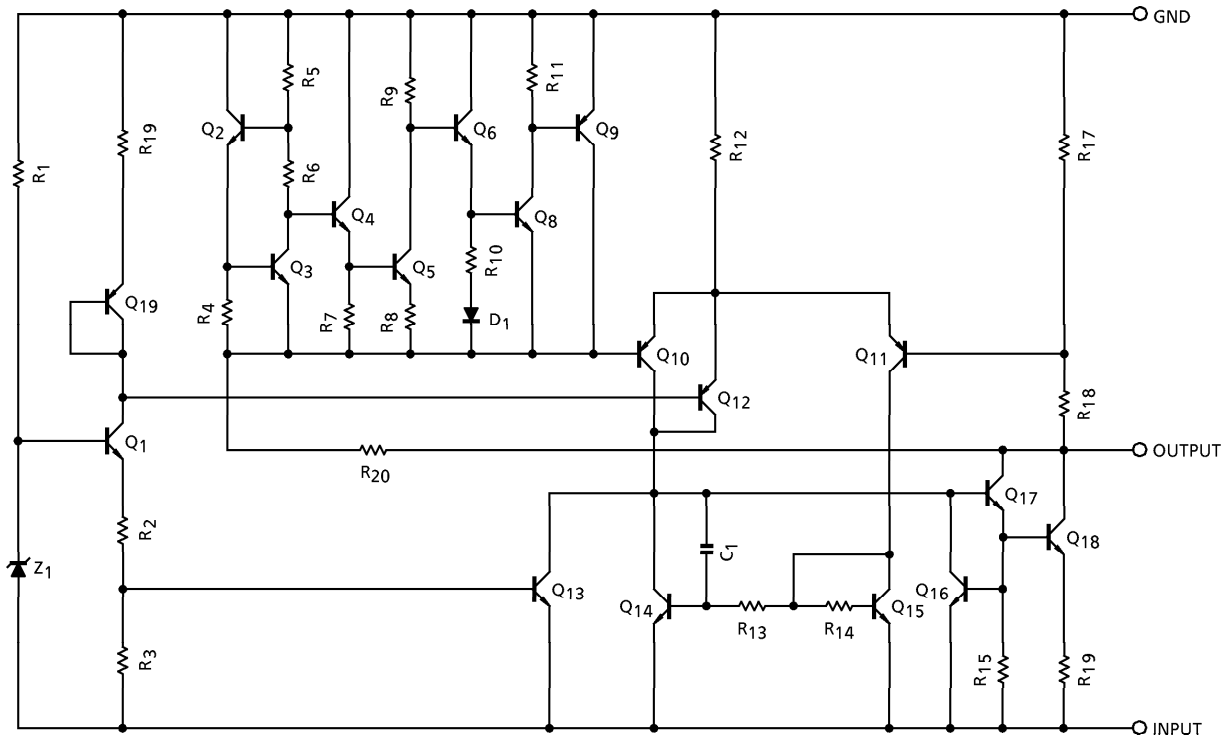 GND
R5
R9
R11
Q2
Q6
Q9
R19
R12
R17
R1
R6
Q4
Q8
Q3
Q5
R10
Q19
R4
R7
R8
D1
Q10
Q11
Q12
R18
Q1
OUTPUT
R20
Q17
R2
C1
Q18
Z1
Q13
Q14
Q15
Q16
R13
R14
R3
R15
R19
INPUT